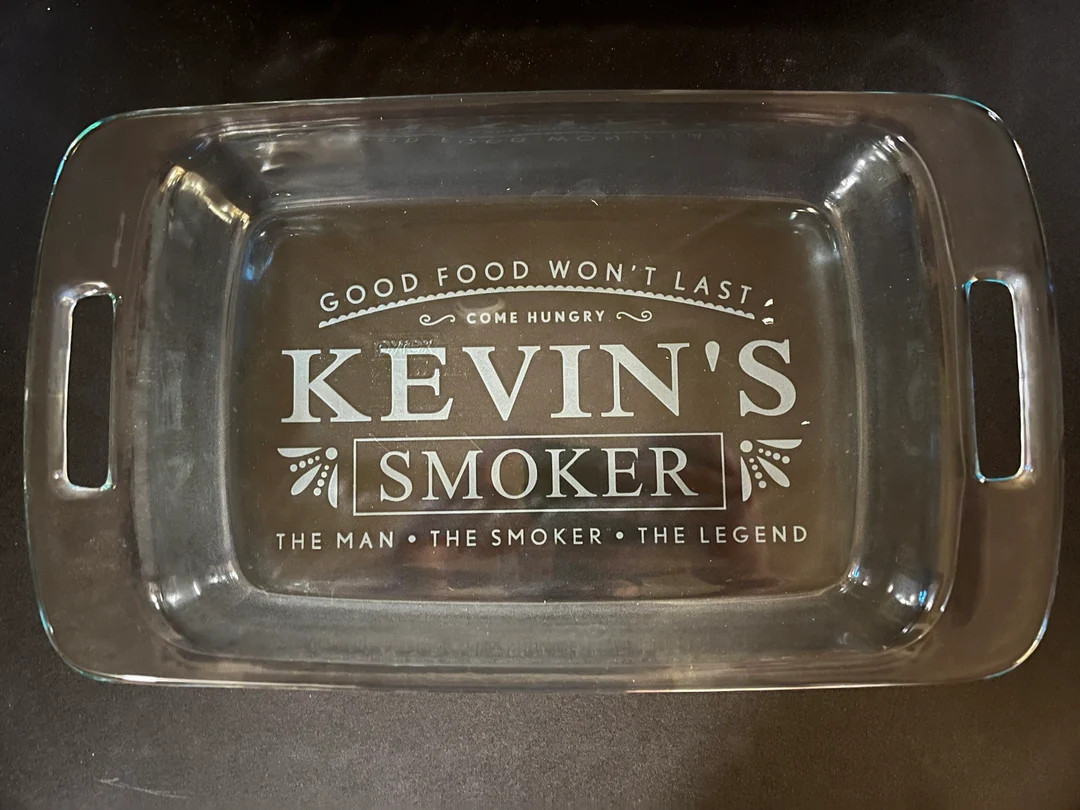 GOOD FOOD WON'T LAST
COME HUNGRY
KEVIN'S
SMOKER
THE MAN • THE SMOKER • THE LEGEND